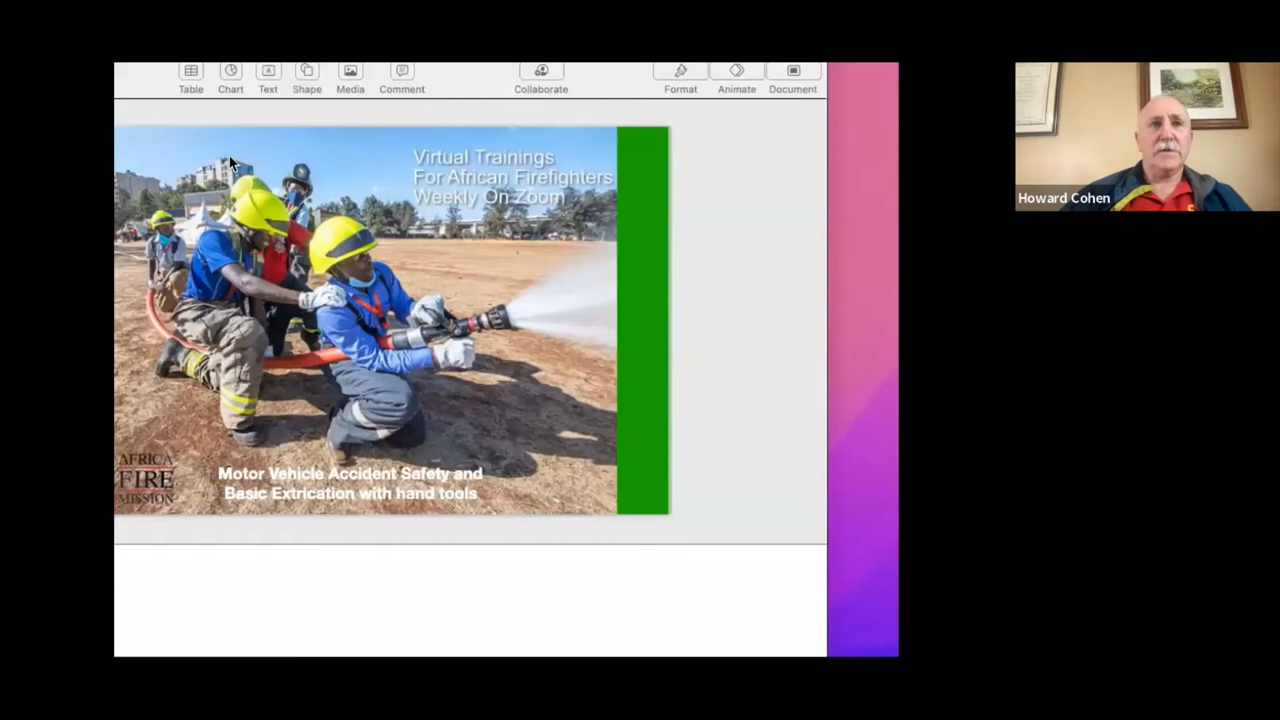 Table
Chart
Text
Shape
Media
Comment
Collaborate
Format
Animate
Document
Virtual Trainings
For African Firefighters
Weekly On Zoom
Howard Cohen
AFRICA
FIRE
MISSION
Motor Vehicle Accident Safety and
Basic Extrication with hand tools